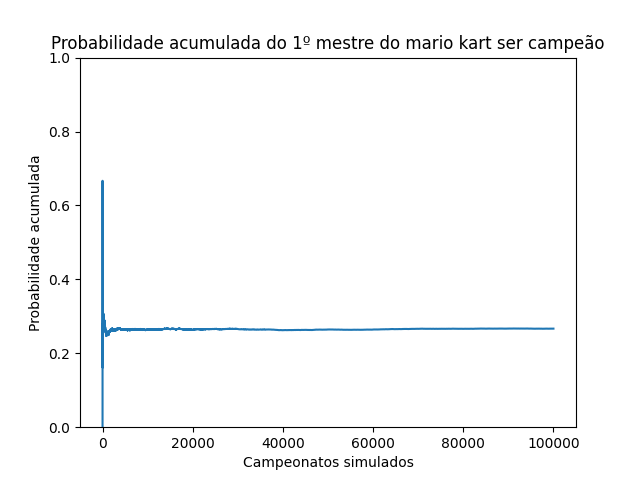 Probabilidade acumulada do 1º mestre do mario kart ser campeão
1.0
0.8
0.6
0.4
0.2
0.0
Probabilidade acumulada
0 20000 40000 60000 80000 100000
Campeonatos simulados